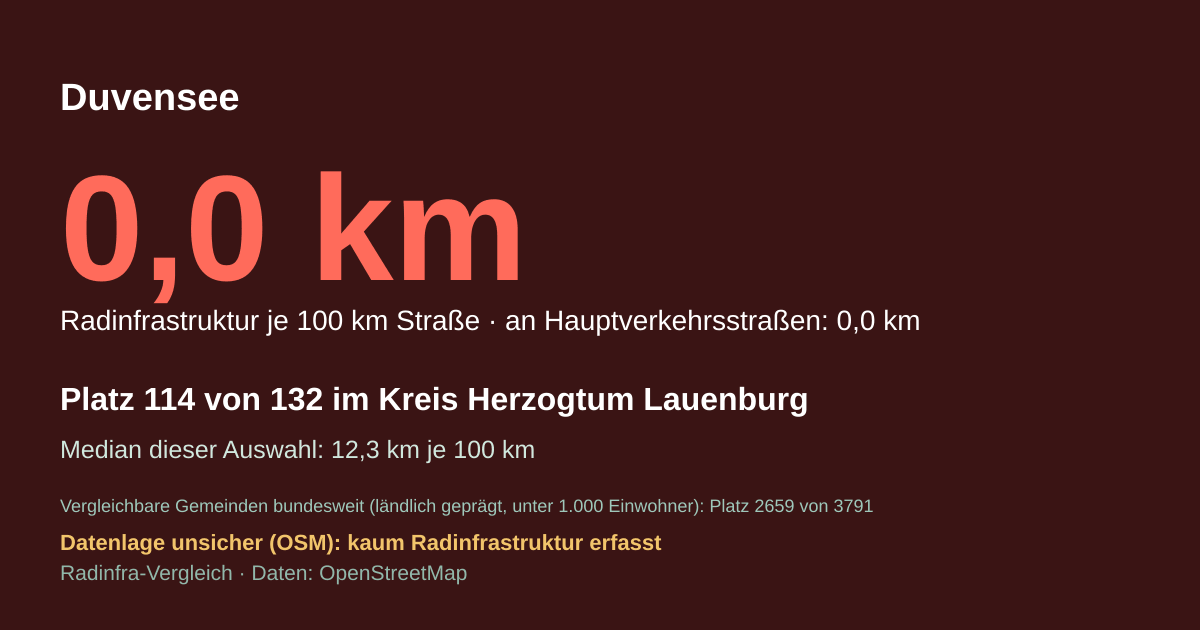 Duvensee
0,0 km
Radinfrastruktur je 100 km Straße · an Hauptverkehrsstraßen: 0,0 km
Platz 114 von 132 im Kreis Herzogtum Lauenburg
Median dieser Auswahl: 12,3 km je 100 km
Vergleichbare Gemeinden bundesweit (ländlich geprägt, unter 1.000 Einwohner): Platz 2659 von 3791
Datenlage unsicher (OSM): kaum Radinfrastruktur erfasst
Radinfra-Vergleich · Daten: OpenStreetMap